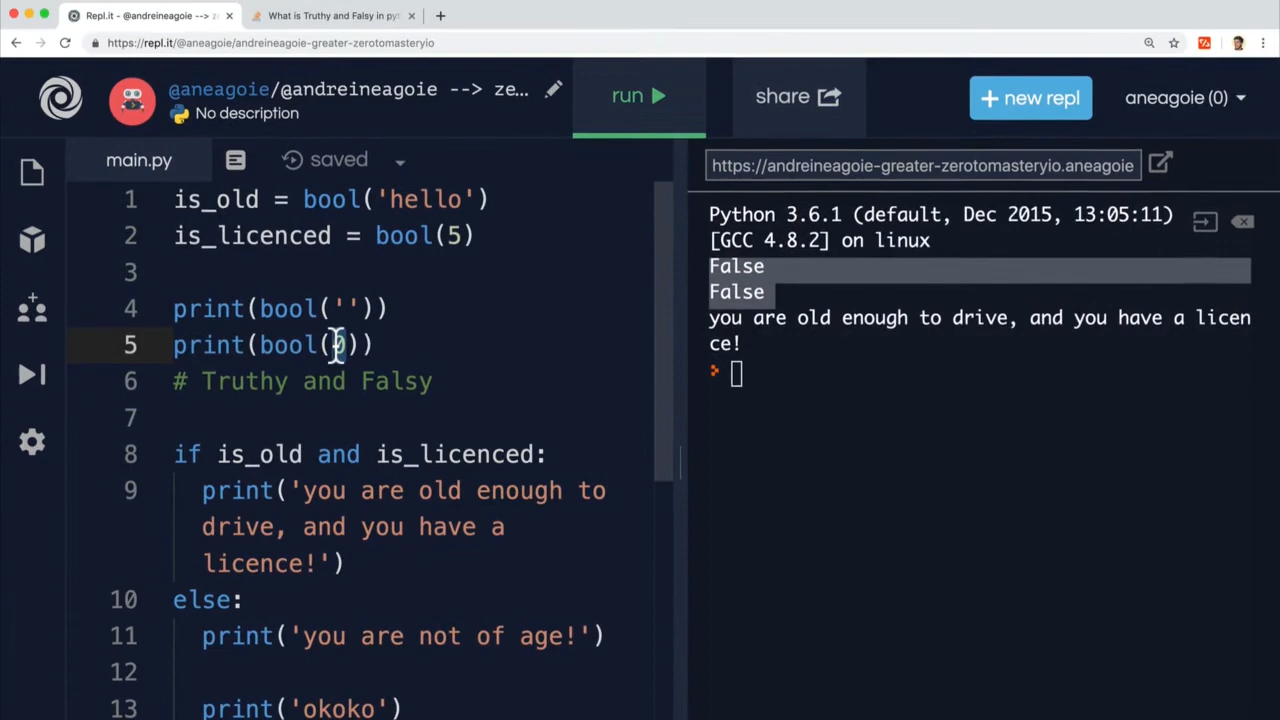 Repl.it - @andreineagoie --> ze
What is Truthy and Falsy in pyt
https://repl.it/@aneagoie/andreineagoie-greater-zerotomasteryio
@aneagoie/@andreineagoie --> ze...
No description
run
share
+ new repl
aneagoie (0)
main.py
saved
1 is_old = bool('hello')
2 is_licenced = bool(5)
3
4 print(bool(''))
5 print(bool(0))
6 # Truthy and Falsy
7
8 if is_old and is_licenced:
9 print('you are old enough to
drive, and you have a
licence!')
10 else:
11 print('you are not of age!')
12
13 print('okoko')
https://andreineagoie-greater-zerotomasteryio.aneagoie
Python 3.6.1 (default, Dec 2015, 13:05:11)
[GCC 4.8.2] on linux
False
False
you are old enough to drive, and you have a licen
ce!